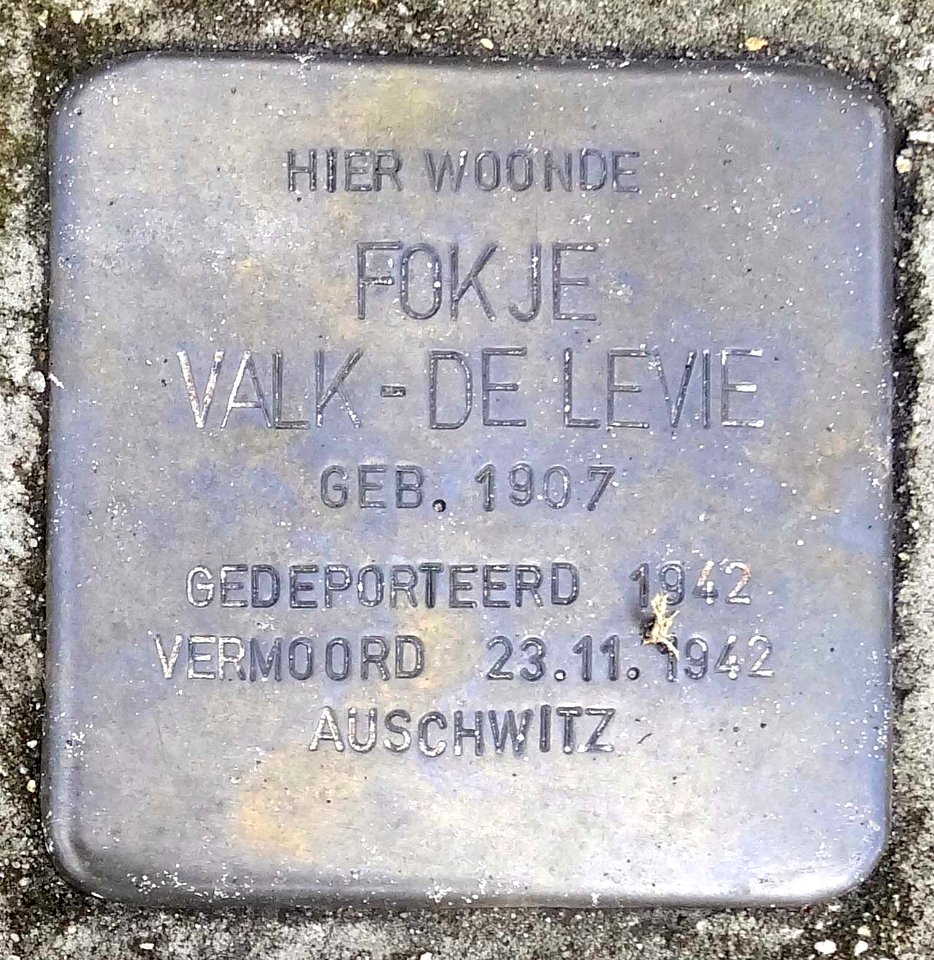 HIER WOONDE
FOKJE
VALK - DE LEVIE
GEB. 1907
GEDEPORTEERD 1942
VERMOORD 23.11.1942
AUSCHWITZ